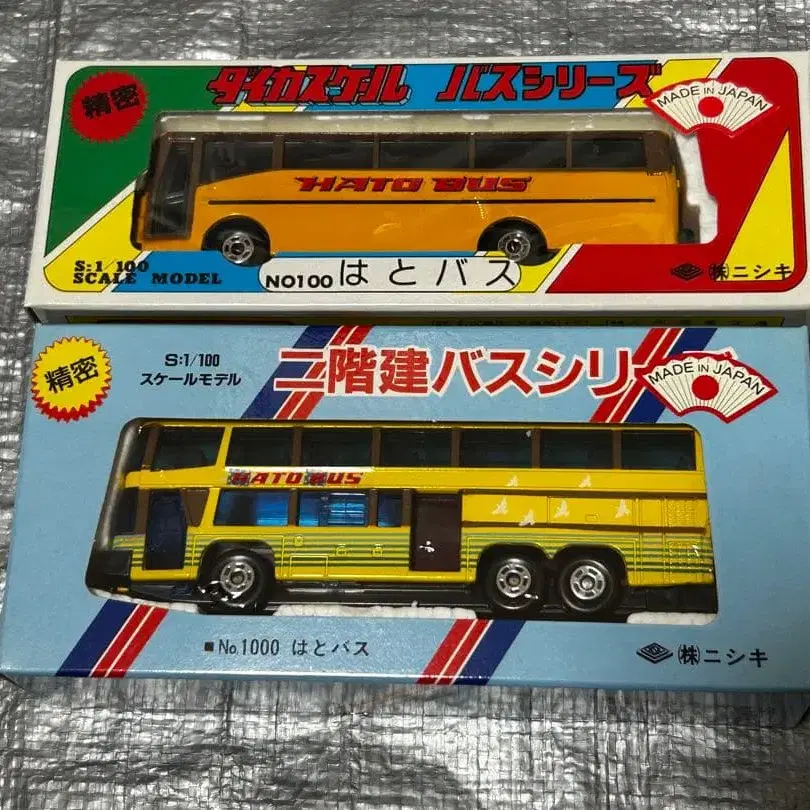 ダイカスケール バスシリーズ
精密
MADE IN JAPAN
HATO BUS
S:1/100
SCALE MODEL
NO100 はとバス
㈱ニシキ
精密
S:1/100
スケールモデル
二階建バスシリ
MADE IN JAPAN
HATO BUS
■No.1000 はとバス
㈱ニシキ